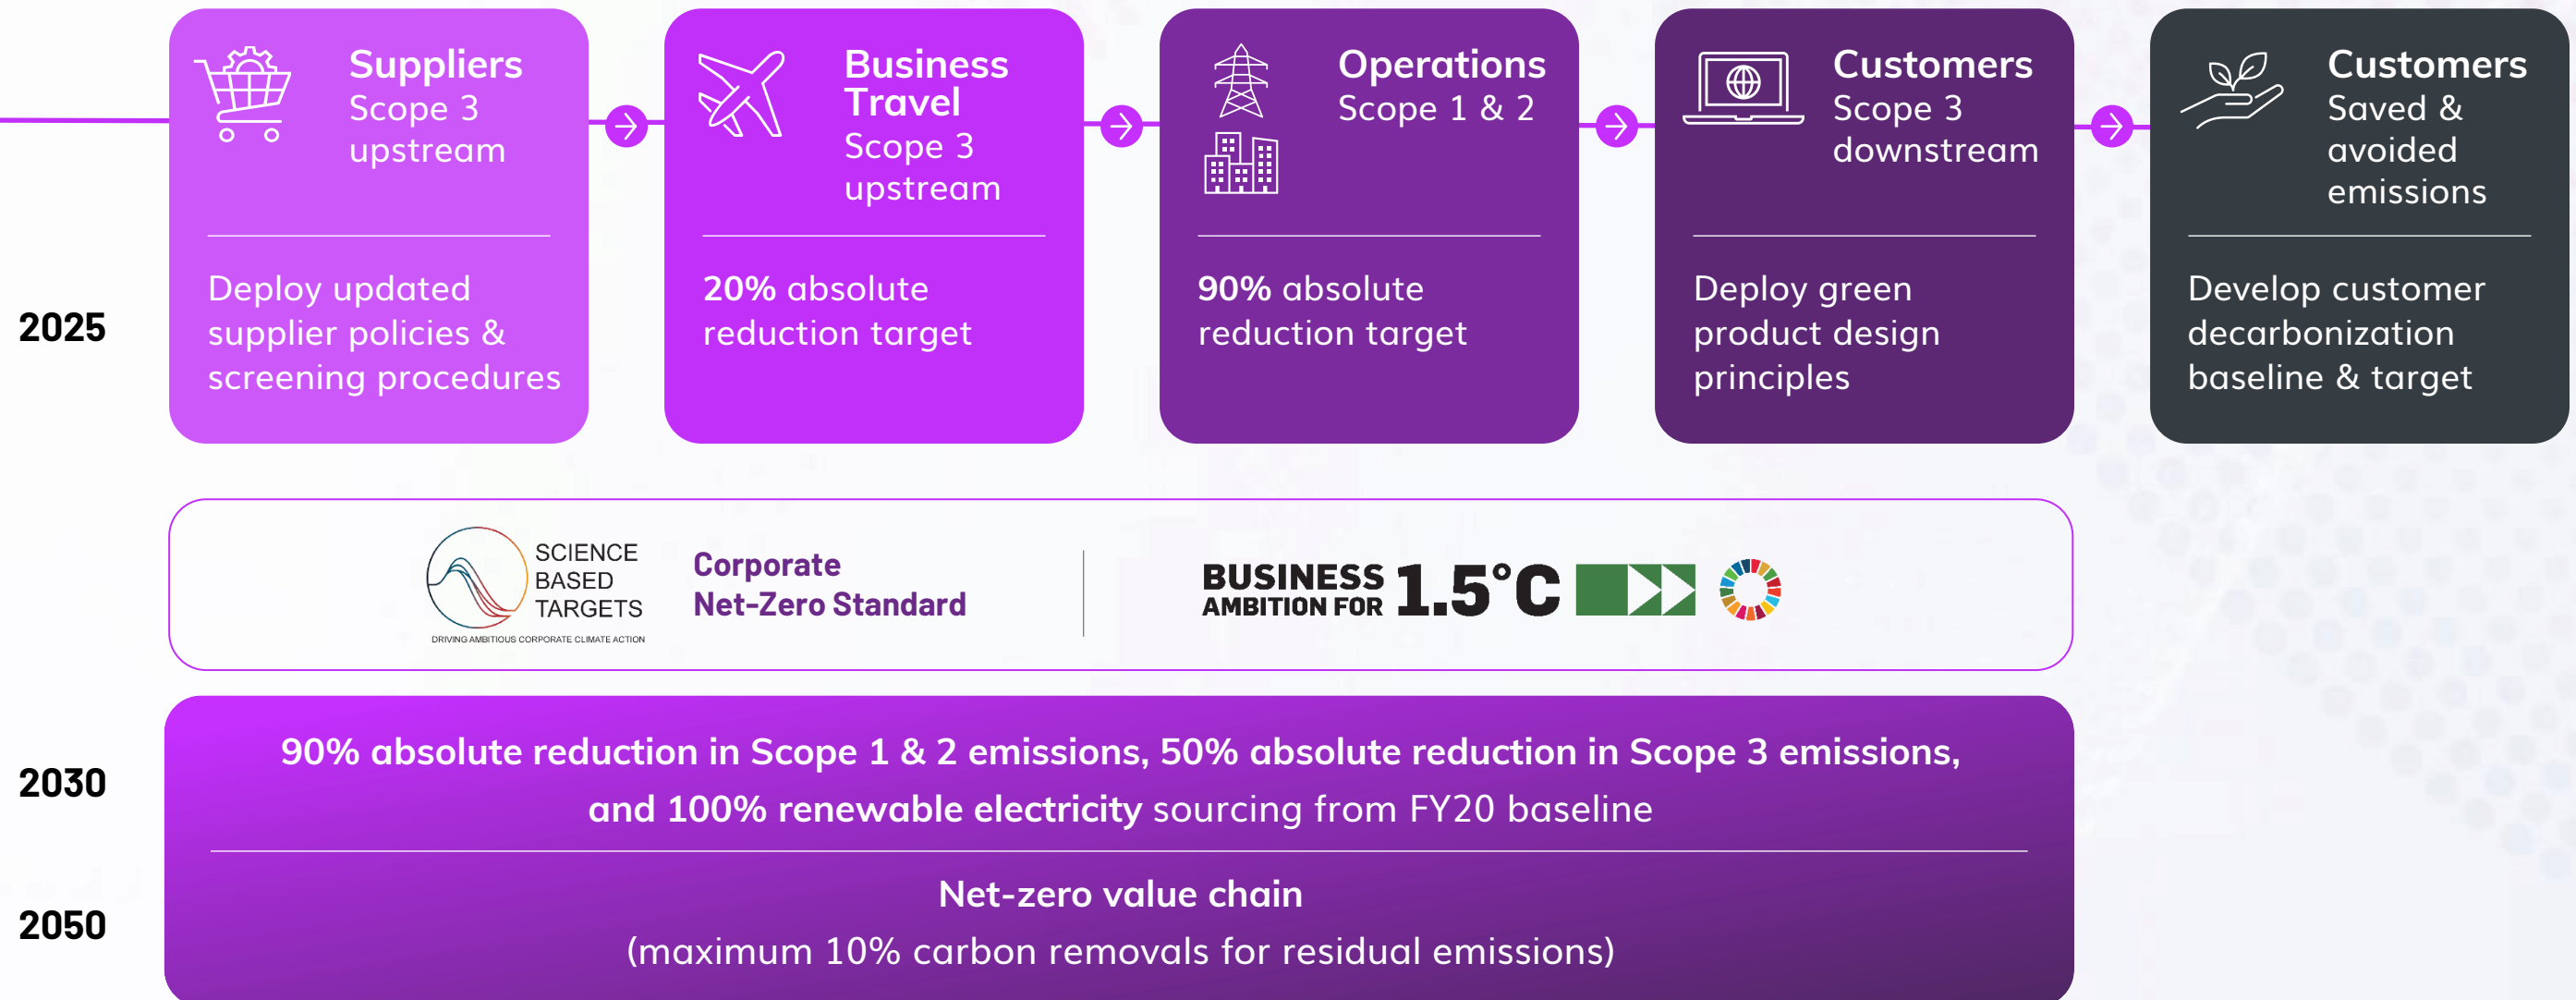 Suppliers
Scope 3
upstream
Business
Travel
Scope 3
upstream
Operations
Scope 1 & 2
Customers
Scope 3
downstream
Customers
Saved &
avoided
emissions
2025
Deploy updated
supplier policies &
screening procedures
20% absolute
reduction target
90% absolute
reduction target
Deploy green
product design
principles
Develop customer
decarbonization
baseline & target
SCIENCE
BASED
TARGETS
DRIVING AMBITIOUS CORPORATE CLIMATE ACTION
Corporate
Net-Zero Standard
BUSINESS
AMBITION FOR
1.5°C
2030
90% absolute reduction in Scope 1 & 2 emissions, 50% absolute reduction in Scope 3 emissions,
and 100% renewable electricity sourcing from FY20 baseline
2050
Net-zero value chain
(maximum 10% carbon removals for residual emissions)